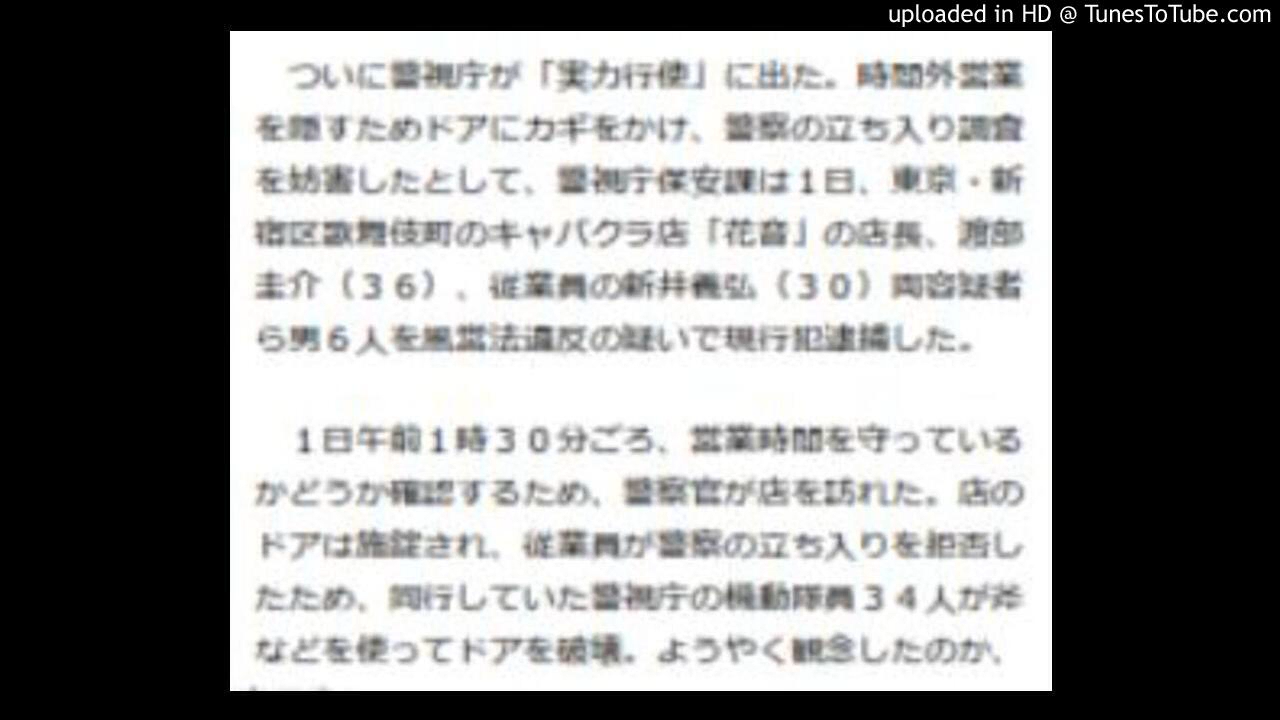 uploaded in HD @ TunesToTube.com
ついに警視庁が「実力行使」に出た。時間外営業
を隠すためドアにカギをかけ、警察の立ち入り調査
を妨害したとして、警視庁保安課は１日、東京・新
宿区歌舞伎町のキャバクラ店「花音」の店長、渡部
圭介（３６）、従業員の新井義弘（３０）両容疑者
ら男６人を風営法違反の疑いで現行犯逮捕した。
１日午前１時３０分ごろ、営業時間を守っている
かどうか確認するため、警察官が店を訪れた。店の
ドアは施錠され、従業員が警察の立ち入りを拒否し
たため、同行していた警視庁の機動隊員３４人が斧
などを使ってドアを破壊。ようやく観念したのか、